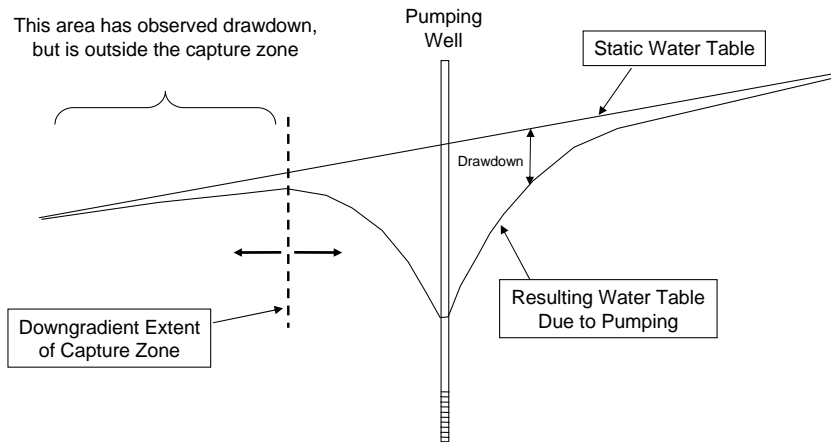 This area has observed drawdown,
but is outside the capture zone
Pumping
Well
Static Water Table
Drawdown
Resulting Water Table
Due to Pumping
Downgradient Extent
of Capture Zone